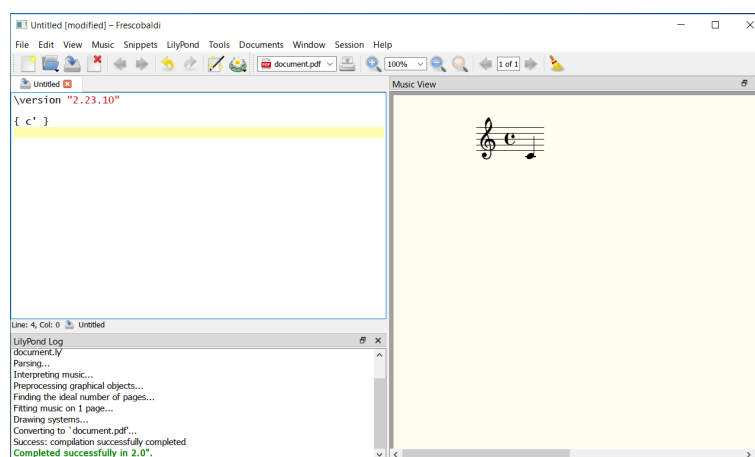 Untitled [modified] – Frescobaldi
File Edit View Music Snippets LilyPond Tools Documents Window Session Help
document.pdf 100% 1 of 1
Untitled
Music View
\version "2.23.10"
{ c' }
Line: 4, Col: 0 Untitled
LilyPond Log
document.ly'
Parsing...
Interpreting music...
Preprocessing graphical objects...
Finding the ideal number of pages...
Fitting music on 1 page...
Drawing systems...
Converting to `document.pdf'...
Success: compilation successfully completed
Completed successfully in 2.0".